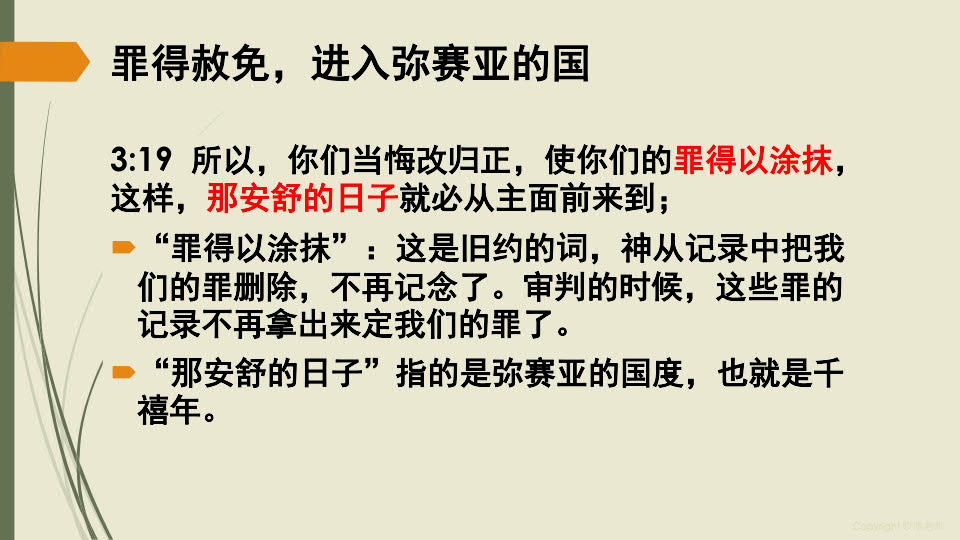 罪得赦免，进入弥赛亚的国
3:19 所以，你们当悔改归正，使你们的罪得以涂抹，
这样，那安舒的日子就必从主面前来到；
“罪得以涂抹”：这是旧约的词，神从记录中把我
们的罪删除，不再记念了。审判的时候，这些罪的
记录不再拿出来定我们的罪了。
“那安舒的日子”指的是弥赛亚的国度，也就是千
禧年。
Copyright